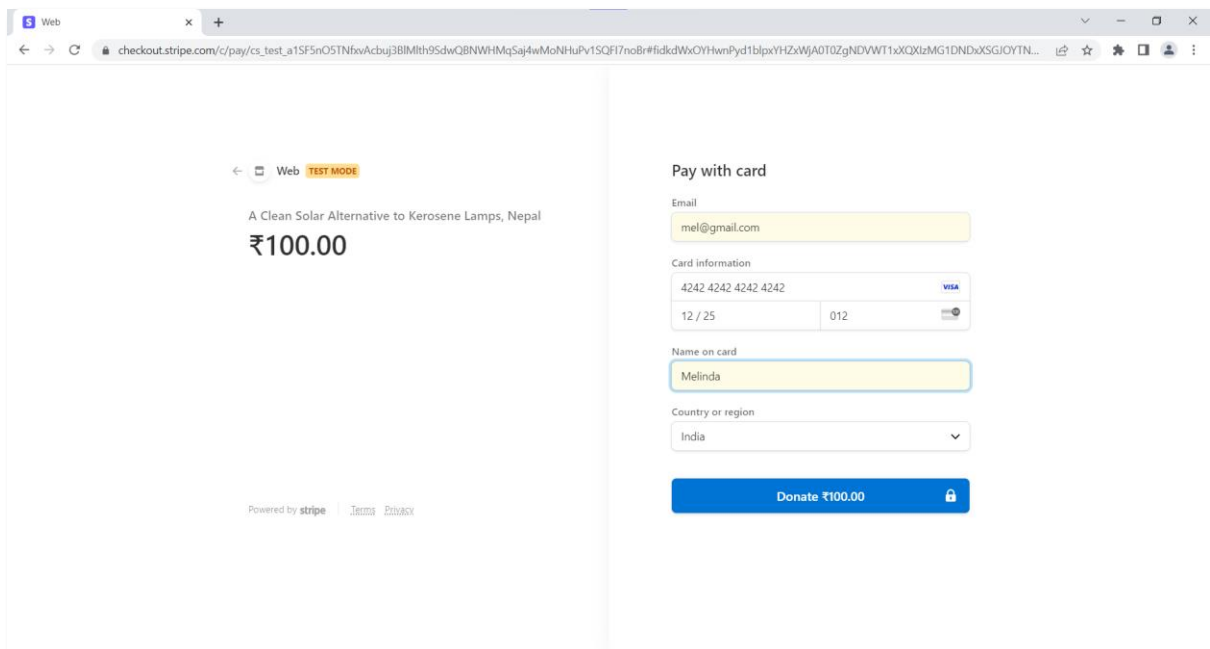 S Web
checkout.stripe.com/c/pay/cs_test_a1SF5nO5TNfxvAcbuj3BlMlth9SdwQBNWHMqSaj4wMoNHuPv1SQFI7noBr#fidkdWxOYHwnPyd1blpxYHZxWjA0T0ZgNDVWT1xXQXIzMG1DNDxXSGJOYTN...
Web TEST MODE
A Clean Solar Alternative to Kerosene Lamps, Nepal
₹100.00
Powered by stripe Terms Privacy
Pay with card
Email
mel@gmail.com
Card information
4242 4242 4242 4242 VISA
12 / 25 012
Name on card
Melinda
Country or region
India
Donate ₹100.00